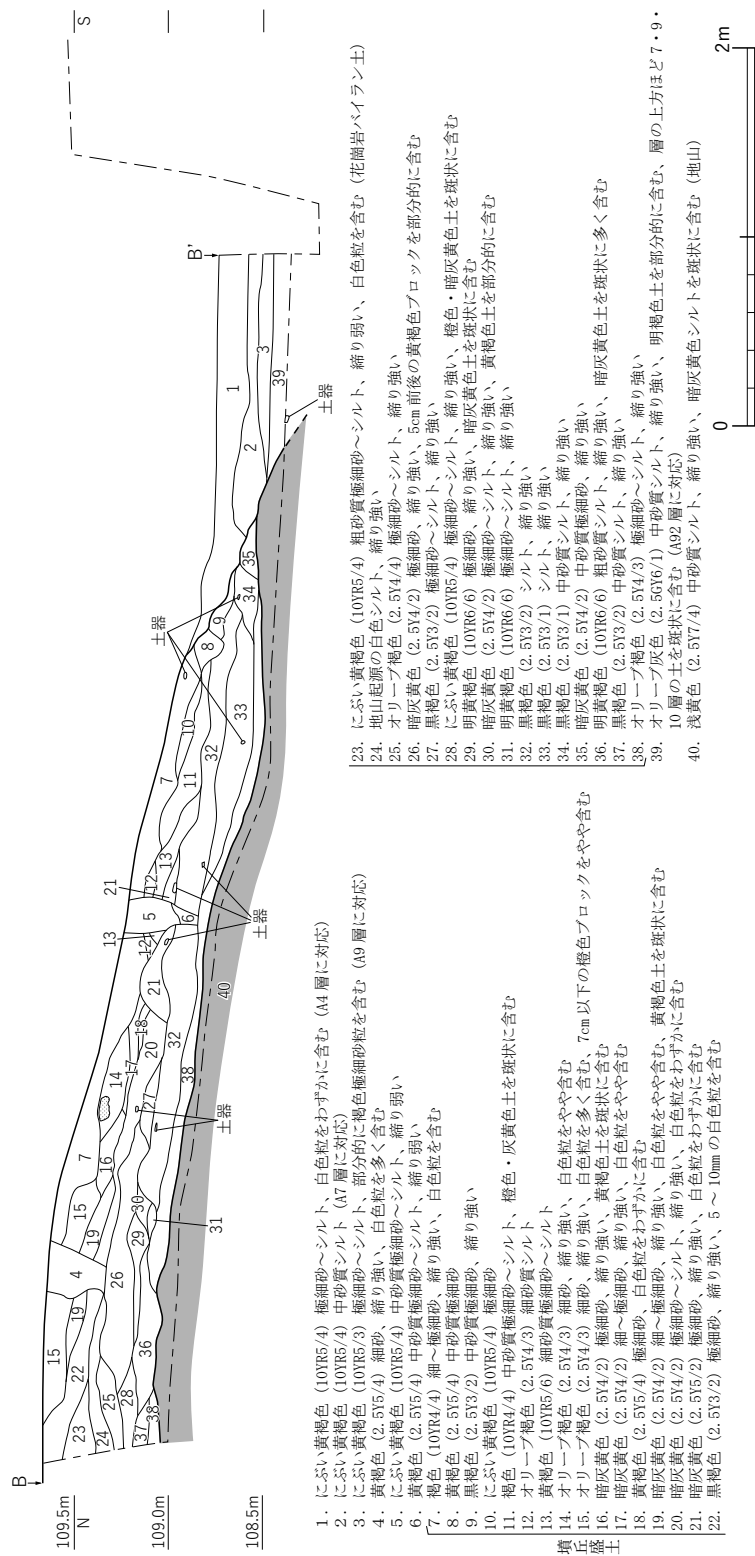 B
B'
S
N
109.5m
109.0m
108.5m
土器
土器
土器
土器
1
2
3
4
5
6
7
7
8
9
10
11
12
12
13
13
14
15
15
16
17
18
19
19
20
21
21
22
23
24
25
26
27
28
29
30
31
32
32
33
34
35
36
37
38
38
39
40
1. にぶい黄褐色 (10YR5/4) 極細砂～シルト、白色粒をわずかに含む (A4 層に対応)
2. にぶい黄褐色 (10YR5/4) 中砂質シルト (A7 層に対応)
3. にぶい黄褐色 (10YR5/3) 極細砂～シルト、部分的に褐色極細砂粒を含む (A9 層に対応)
4. 黄褐色 (2.5Y5/4) 細砂、締り強い、白色粒を多く含む
5. にぶい黄褐色 (10YR5/4) 中砂質極細砂～シルト、締り弱い
6. 黄褐色 (2.5Y5/4) 中砂質極細砂～シルト、締り弱い
7. 褐色 (10YR4/4) 細～極細砂、締り強い、白色粒を含む
8. 黄褐色 (2.5Y5/4) 中砂質極細砂
9. 黒褐色 (2.5Y3/2) 中砂質極細砂、締り強い
10. にぶい黄褐色 (10YR5/4) 極細砂
11. 褐色 (10YR4/4) 中砂質極細砂～シルト、橙色・灰黄色土を斑状に含む
12. オリーブ褐色 (2.5Y4/3) 細砂質シルト
13. 黄褐色 (10YR5/6) 細砂質極細砂～シルト
14. オリーブ褐色 (2.5Y4/3) 細砂、締り強い、白色粒をやや含む
15. オリーブ褐色 (2.5Y4/3) 細砂、締り強い、白色粒を多く含む、7cm 以下の橙色ブロックをやや含む
16. 暗灰黄色 (2.5Y4/2) 極細砂、締り強い、黄褐色土を斑状に含む
17. 暗灰黄色 (2.5Y4/2) 細～極細砂、締り強い、白色粒をやや含む
18. 黄褐色 (2.5Y5/4) 極細砂、白色粒をわずかに含む
19. 暗灰黄色 (2.5Y4/2) 細～極細砂、締り強い、白色粒をやや含む、黄褐色土を斑状に含む
20. 暗灰黄色 (2.5Y4/2) 極細砂～シルト、締り強い、白色粒をわずかに含む
21. 暗灰黄色 (2.5Y5/2) 極細砂、締り強い、白色粒をわずかに含む
22. 黒褐色 (2.5Y3/2) 極細砂、締り強い、5～10mm の白色粒を含む
墳丘盛土
23. にぶい黄褐色 (10YR5/4) 粗砂質極細砂～シルト、締り弱い、白色粒を含む (花崗岩バイラン土)
24. 地山起源の白色シルト、締り強い
25. オリーブ褐色 (2.5Y4/4) 極細砂～シルト、締り強い
26. 暗灰黄色 (2.5Y4/2) 極細砂、締り強い、5cm 前後の黄褐色ブロックを部分的に含む
27. 黒褐色 (2.5Y3/2) 極細砂～シルト、締り強い
28. にぶい黄褐色 (10YR5/4) 極細砂～シルト、締り強い、橙色・暗灰黄色土を斑状に含む
29. 明黄褐色 (10YR6/6) 極細砂、締り強い、暗灰黄色土を斑状に含む
30. 暗灰黄色 (2.5Y4/2) 極細砂～シルト、締り強い、黄褐色土を部分的に含む
31. 明黄褐色 (10YR6/6) 極細砂～シルト、締り強い
32. 黒褐色 (2.5Y3/2) シルト、締り強い
33. 黒褐色 (2.5Y3/1) シルト、締り強い
34. 黒褐色 (2.5Y3/1) 中砂質シルト、締り強い
35. 暗灰黄色 (2.5Y4/2) 中砂質極細砂、締り強い
36. 明黄褐色 (10YR6/6) 粗砂質シルト、締り強い、暗灰黄色土を斑状に多く含む
37. 黒褐色 (2.5Y3/2) 中砂質シルト、締り強い
38. オリーブ褐色 (2.5Y4/3) 極細砂～シルト、締り強い
39. オリーブ灰色 (2.5GY6/1) 中砂質シルト、締り強い、明褐色土を部分的に含む、層の上方ほど 7・9・
10 層の土を斑状に含む (A92 層に対応)
40. 浅黄色 (2.5Y7/4) 中砂質シルト、締り強い、暗灰黄色シルトを斑状に含む (地山)
0
2m